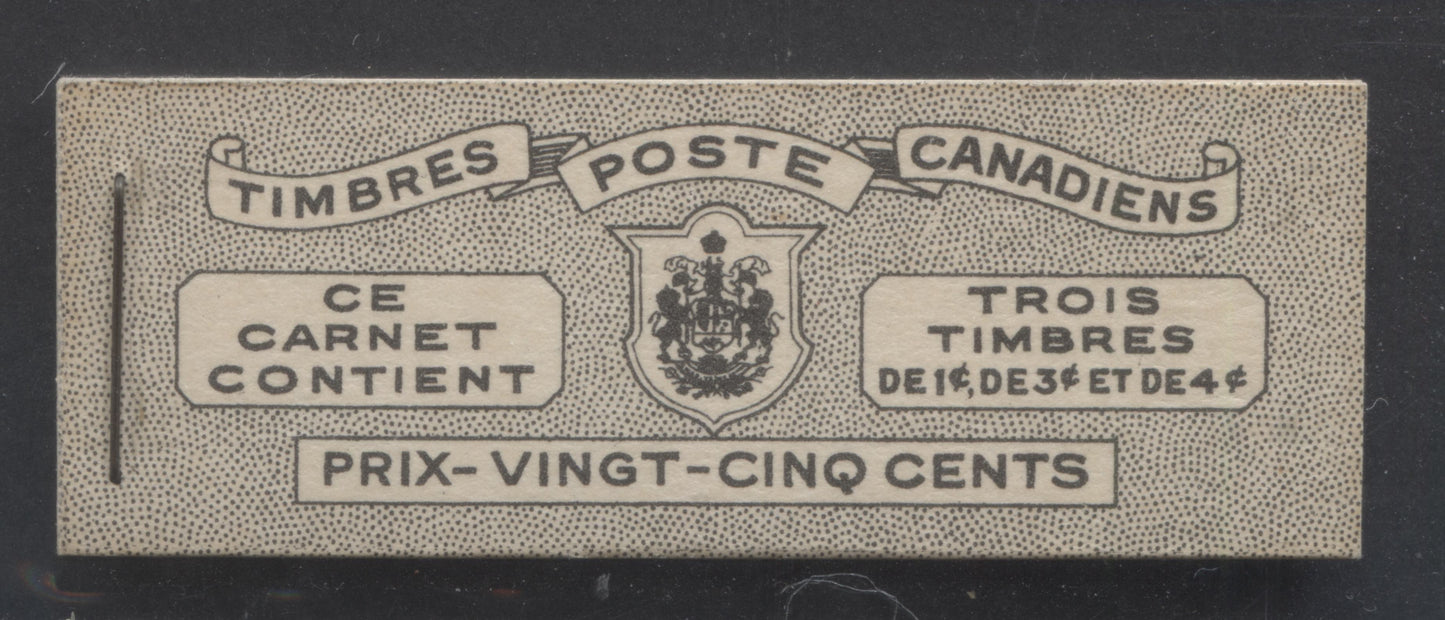 TIMBRES POSTE CANADIENS
CE
CARNET
CONTIENT
TROIS
TIMBRES
DE 1¢, DE 3¢ ET DE 4¢
PRIX-VINGT-CINQ CENTS